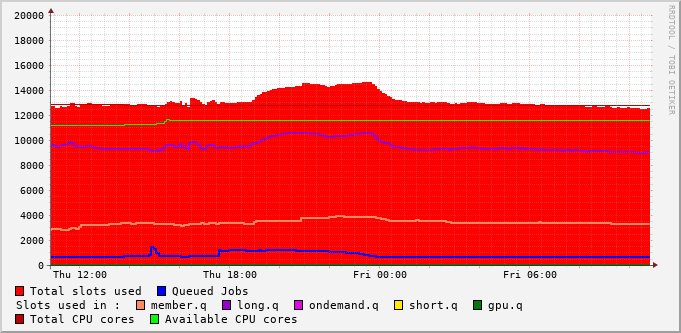 20000
18000
16000
14000
12000
10000
8000
6000
4000
2000
0
Thu 12:00 Thu 18:00 Fri 00:00 Fri 06:00
RRDTOOL / TOBI OETIKER
Total slots used Queued Jobs
Slots used in : member.q long.q ondemand.q short.q gpu.q
Total CPU cores Available CPU cores